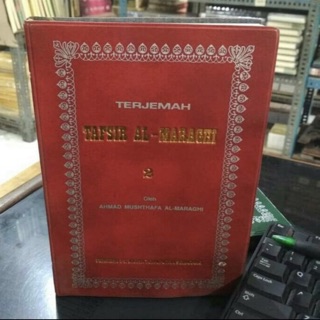 TERJEMAH
TAFSIR AL-MARAGHI
2
Oleh
AHMAD MUSHTHAFA AL-MARAGHI